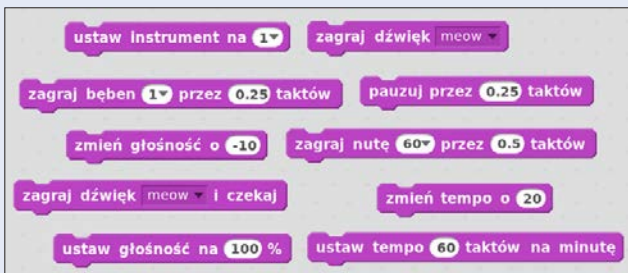 ustaw instrument na 1
zagraj dźwięk meow
zagraj bęben 1 przez 0.25 taktów
pauzuj przez 0.25 taktów
zmień głośność o -10
zagraj nutę 60 przez 0.5 taktów
zagraj dźwięk meow i czekaj
zmień tempo o 20
ustaw głośność na 100 %
ustaw tempo 60 taktów na minutę